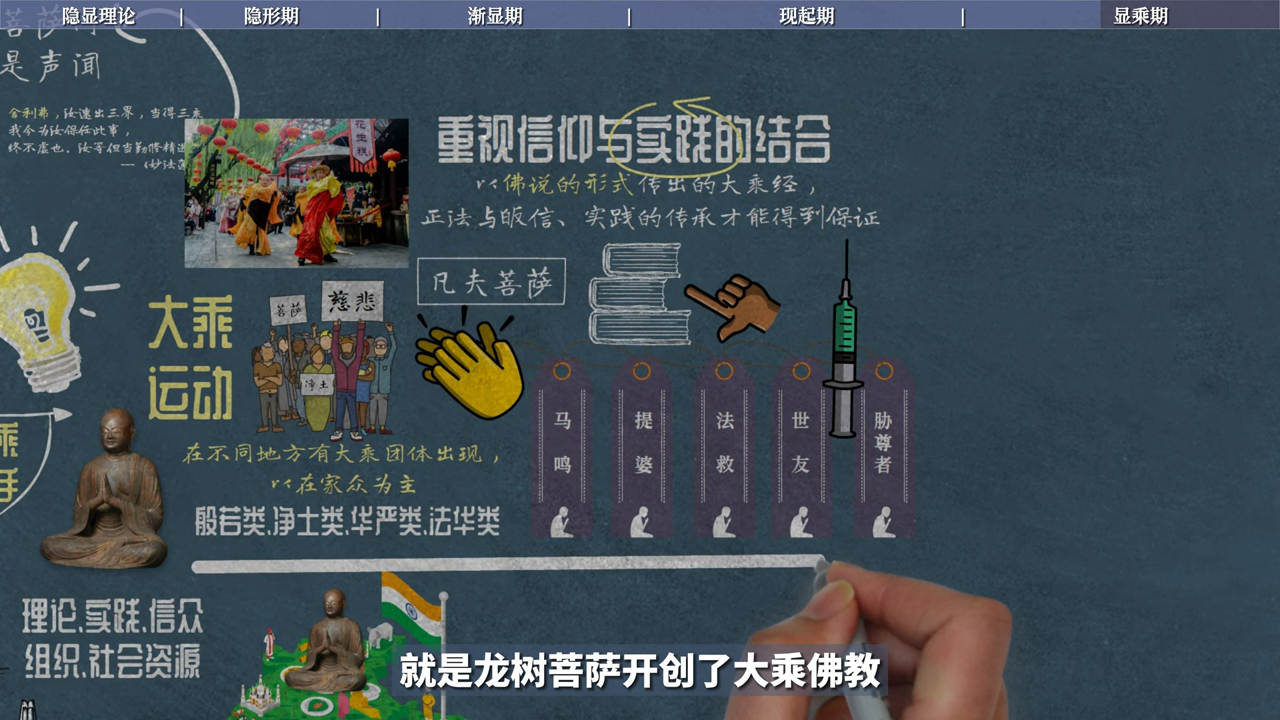 隐显理论 | 隐形期 | 渐显期 | 现起期 | 显乘期
是声闻
舍利弗，汝速出三界，当得三乘
我今为汝保任此事，
终不虚也。汝等但当勤修精进
——《妙法莲
花生祺
重视信仰与实践的结合
以佛说的形式传出的大乘经，
正法与皈信、实践的传承才能得到保证
凡夫菩萨
大乘
运动
菩萨
慈悲
净土
马鸣
提婆
法救
世友
胁尊者
在不同地方有大乘团体出现，
以在家众为主
般若类、净土类、华严类、法华类
理论、实践、信众
组织、社会资源
就是龙树菩萨开创了大乘佛教